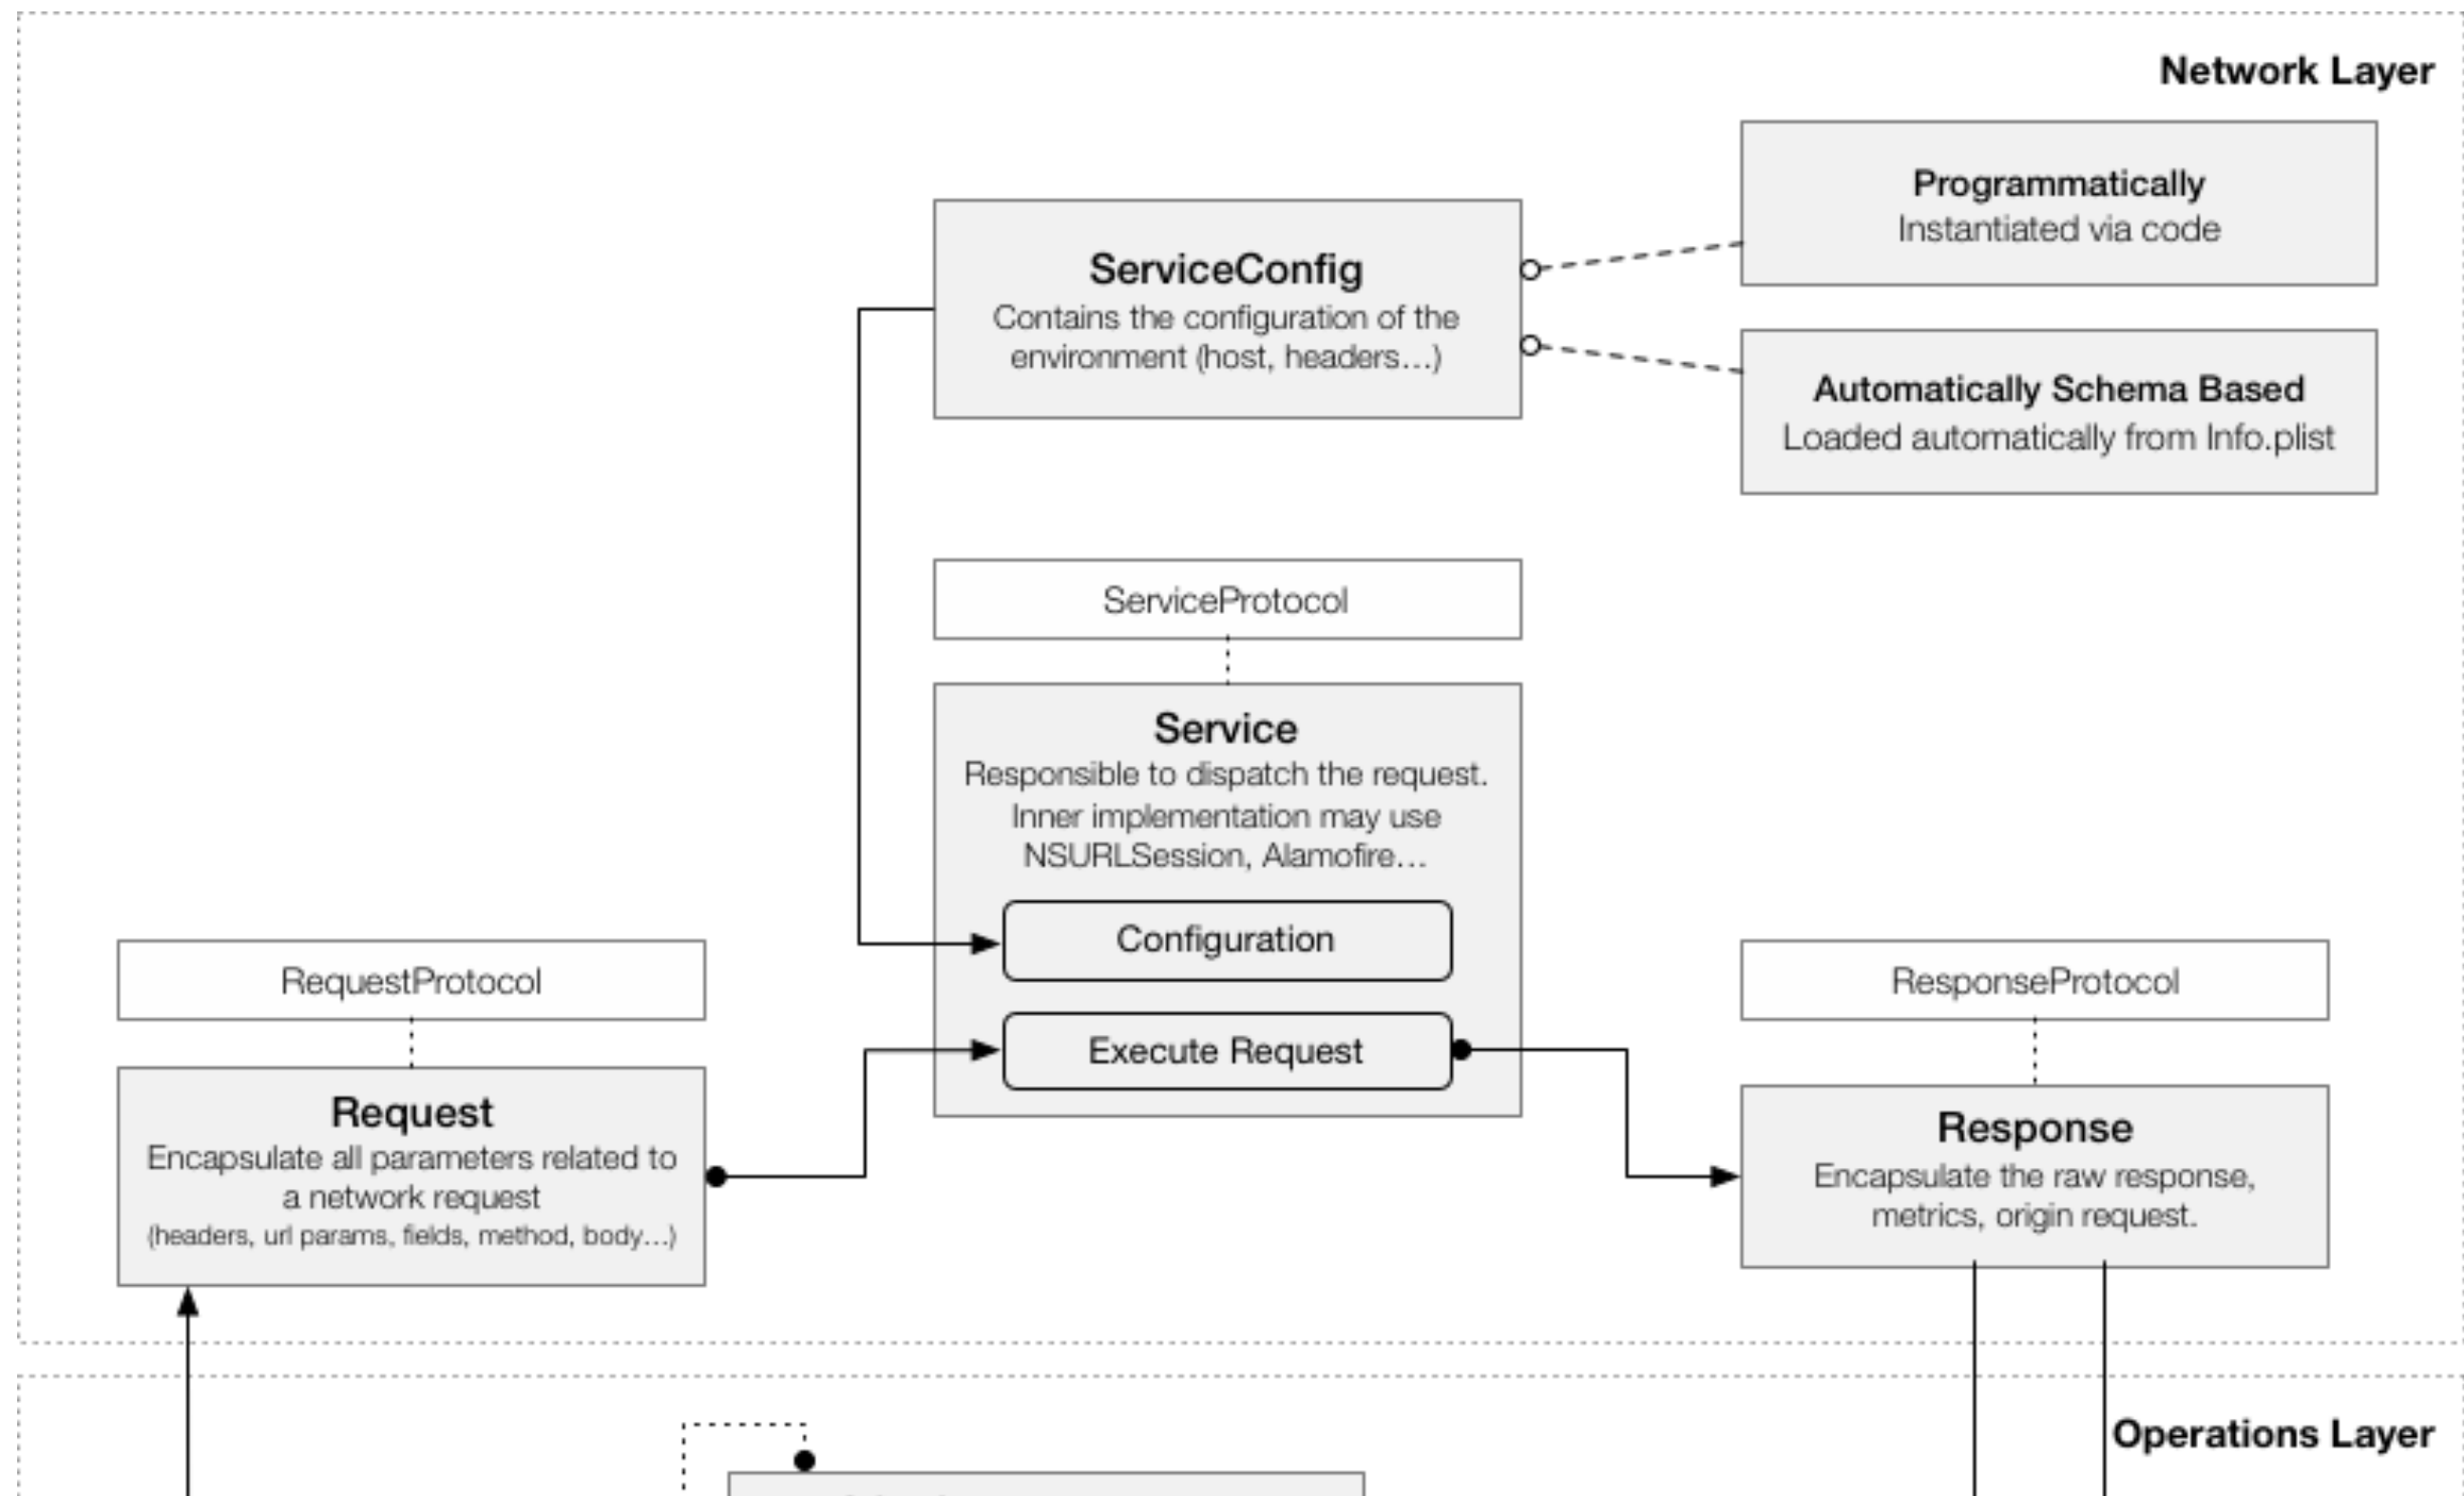 Network Layer
Programmatically
Instantiated via code
ServiceConfig
Contains the configuration of the
environment (host, headers...)
Automatically Schema Based
Loaded automatically from Info.plist
ServiceProtocol
Service
Responsible to dispatch the request.
Inner implementation may use
NSURLSession, Alamofire...
Configuration
Execute Request
RequestProtocol
Request
Encapsulate all parameters related to
a network request
(headers, url params, fields, method, body...)
ResponseProtocol
Response
Encapsulate the raw response,
metrics, origin request.
Operations Layer